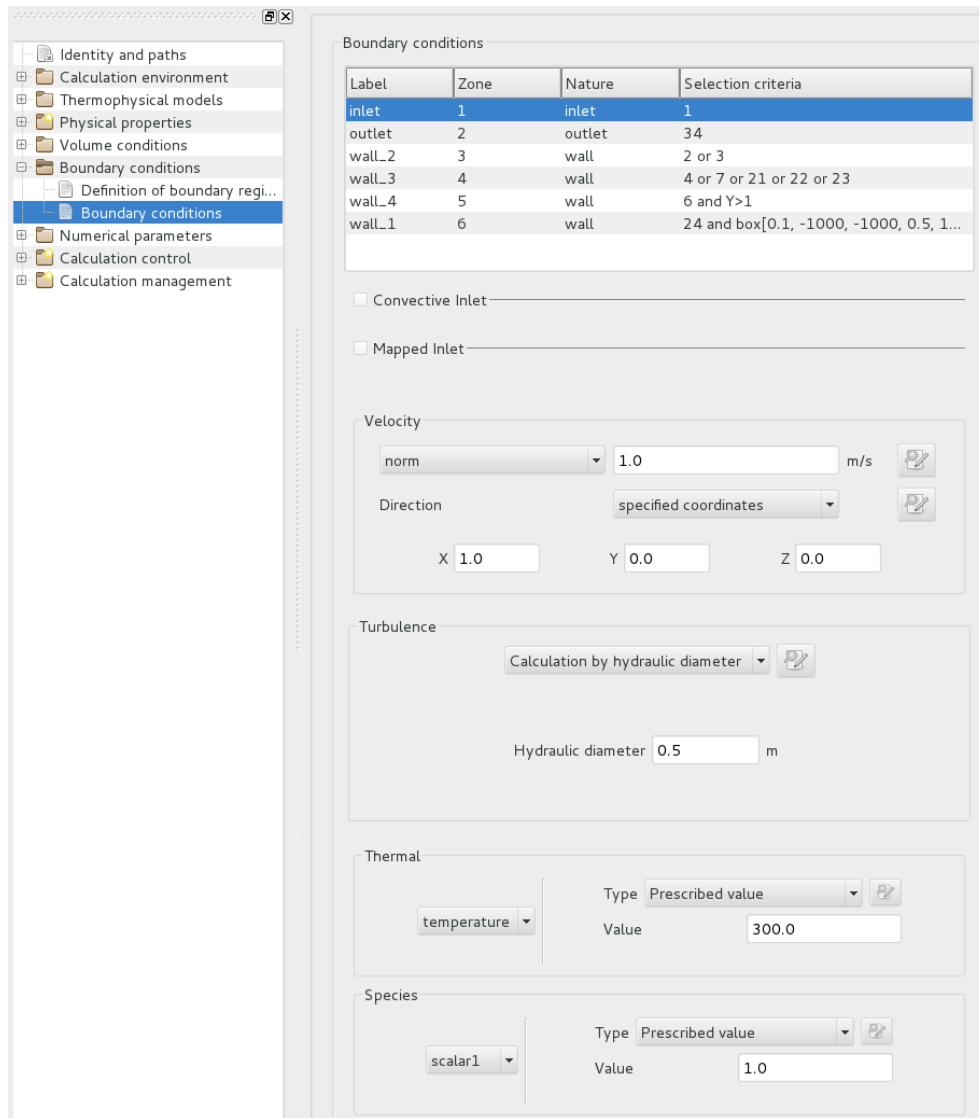 Identity and paths
Calculation environment
Thermophysical models
Physical properties
Volume conditions
Boundary conditions
Definition of boundary regi...
Boundary conditions
Numerical parameters
Calculation control
Calculation management
Boundary conditions
Label Zone Nature Selection criteria
inlet 1 inlet 1
outlet 2 outlet 34
wall_2 3 wall 2 or 3
wall_3 4 wall 4 or 7 or 21 or 22 or 23
wall_4 5 wall 6 and Y>1
wall_1 6 wall 24 and box[0.1, -1000, -1000, 0.5, 1...
Convective Inlet
Mapped Inlet
Velocity
norm 1.0 m/s
Direction specified coordinates
X 1.0 Y 0.0 Z 0.0
Turbulence
Calculation by hydraulic diameter
Hydraulic diameter 0.5 m
Thermal
temperature
Type Prescribed value
Value 300.0
Species
scalar1
Type Prescribed value
Value 1.0